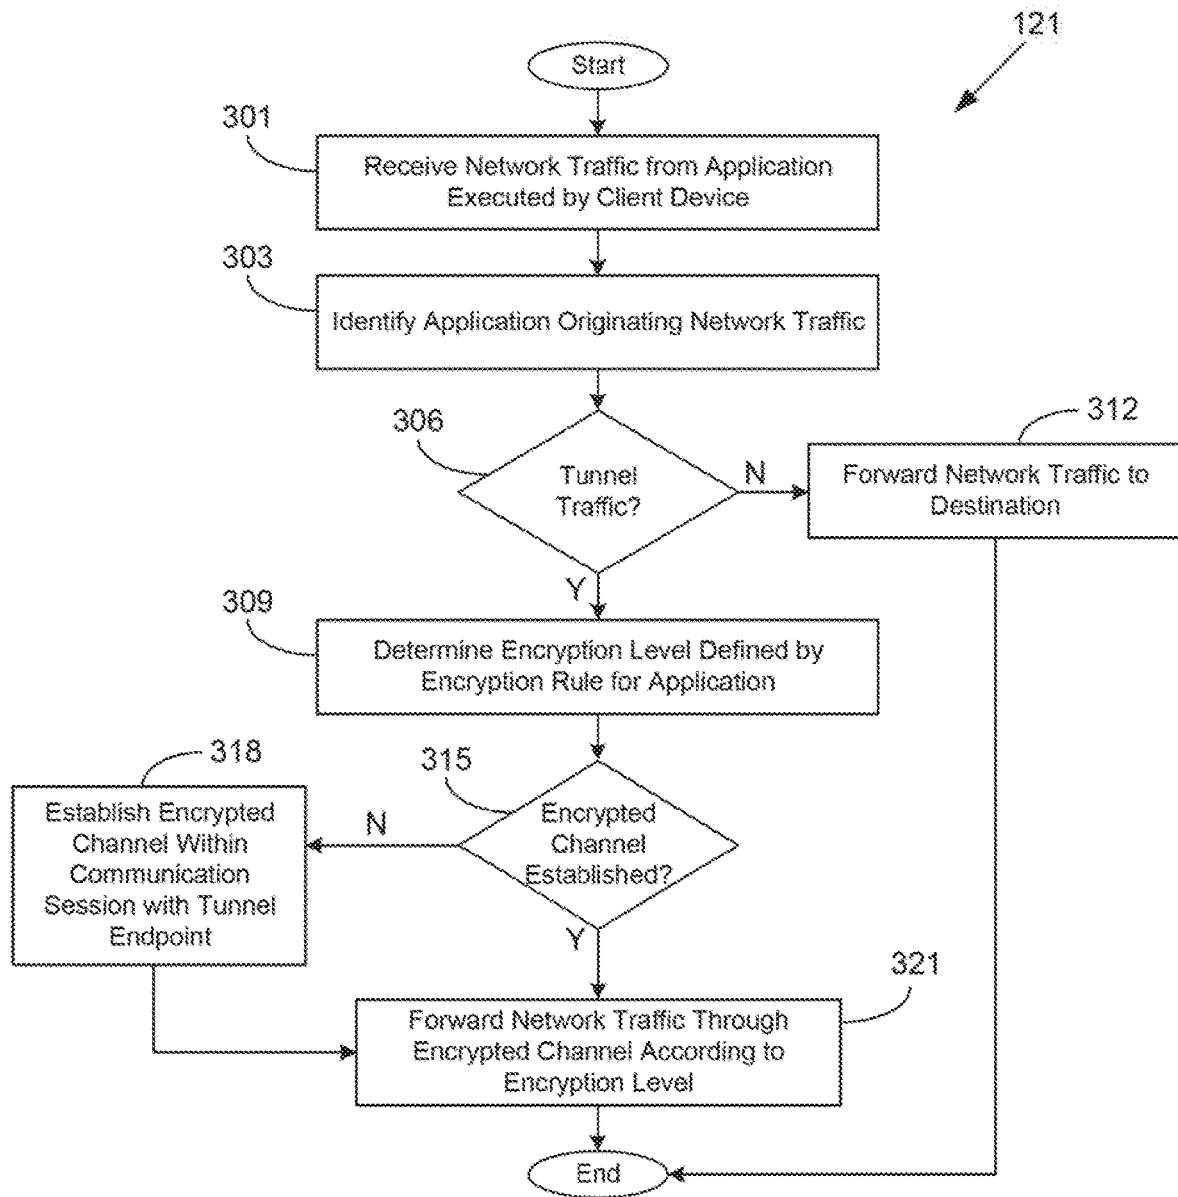 121
Start
301
Receive Network Traffic from Application
Executed by Client Device
303
Identify Application Originating Network Traffic
306
Tunnel
Traffic?
N
312
Forward Network Traffic to
Destination
Y
309
Determine Encryption Level Defined by
Encryption Rule for Application
318
Establish Encrypted
Channel Within
Communication
Session with Tunnel
Endpoint
315
Encrypted
Channel
Established?
N
Y
321
Forward Network Traffic Through
Encrypted Channel According to
Encryption Level
End